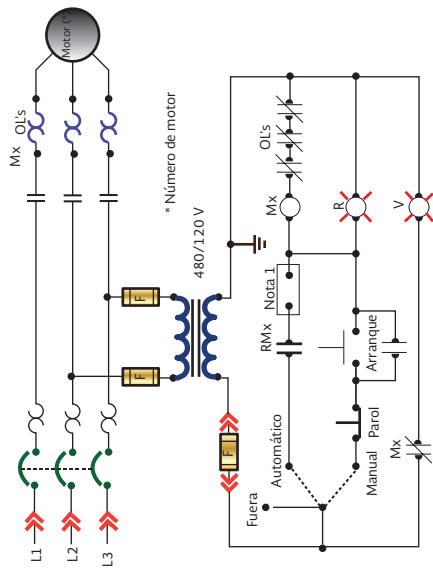 Motor (*)
Mx
OL's
* Número de motor
L1
L2
L3
F
F
480/120 V
F
Fuera
Automático
RMx
Nota 1
Mx
OL's
Manual
Parol
Arranque
R
Mx
V